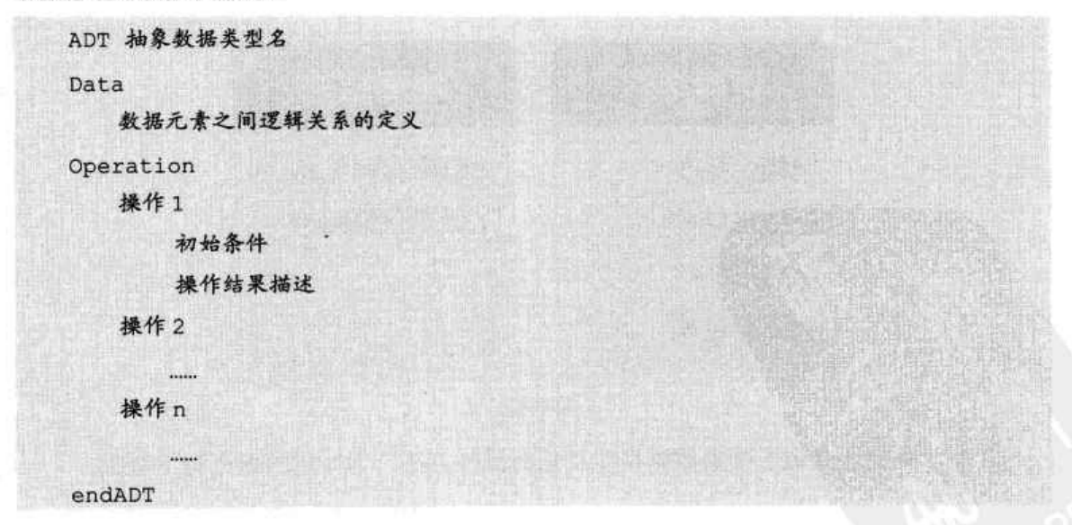 ADT 抽象数据类型名
Data
数据元素之间逻辑关系的定义
Operation
操作 1
初始条件
操作结果描述
操作 2
……
操作 n
……
endADT